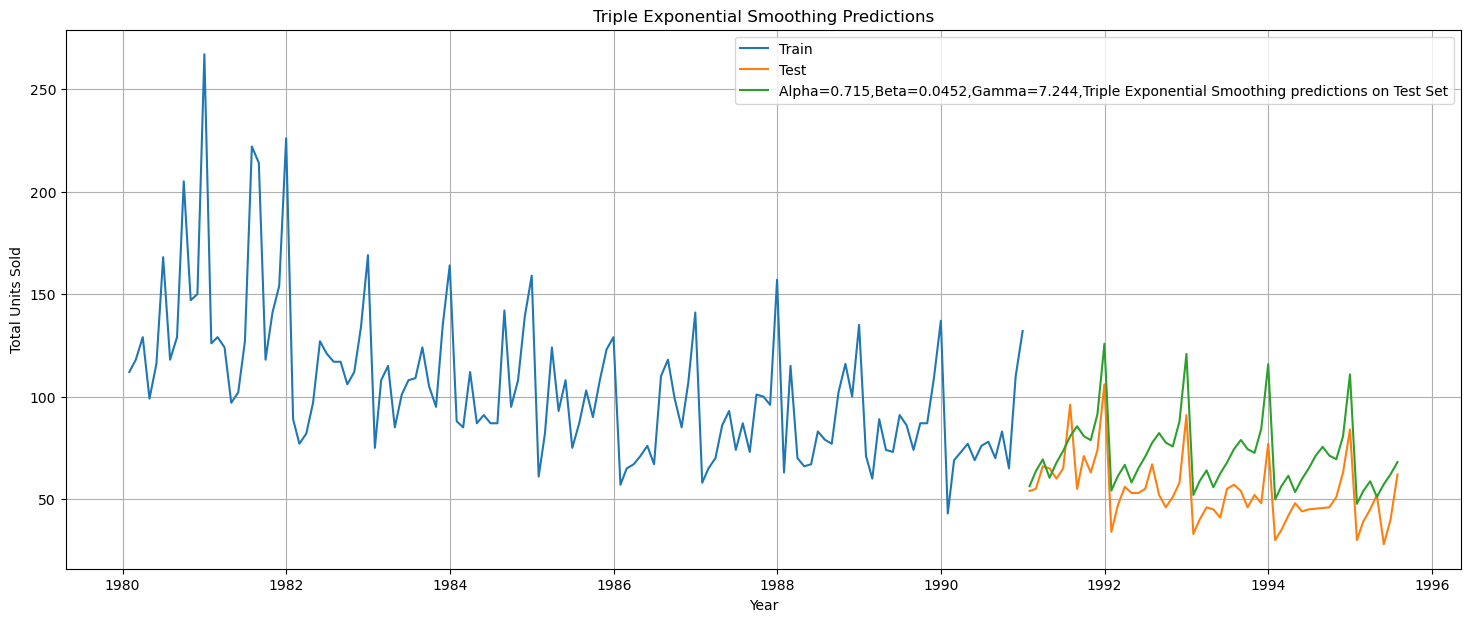 Triple Exponential Smoothing Predictions
Train
Test
Alpha=0.715,Beta=0.0452,Gamma=7.244,Triple Exponential Smoothing predictions on Test Set
Total Units Sold
250
200
150
100
50
1980 1982 1984 1986 1988 1990 1992 1994 1996
Year